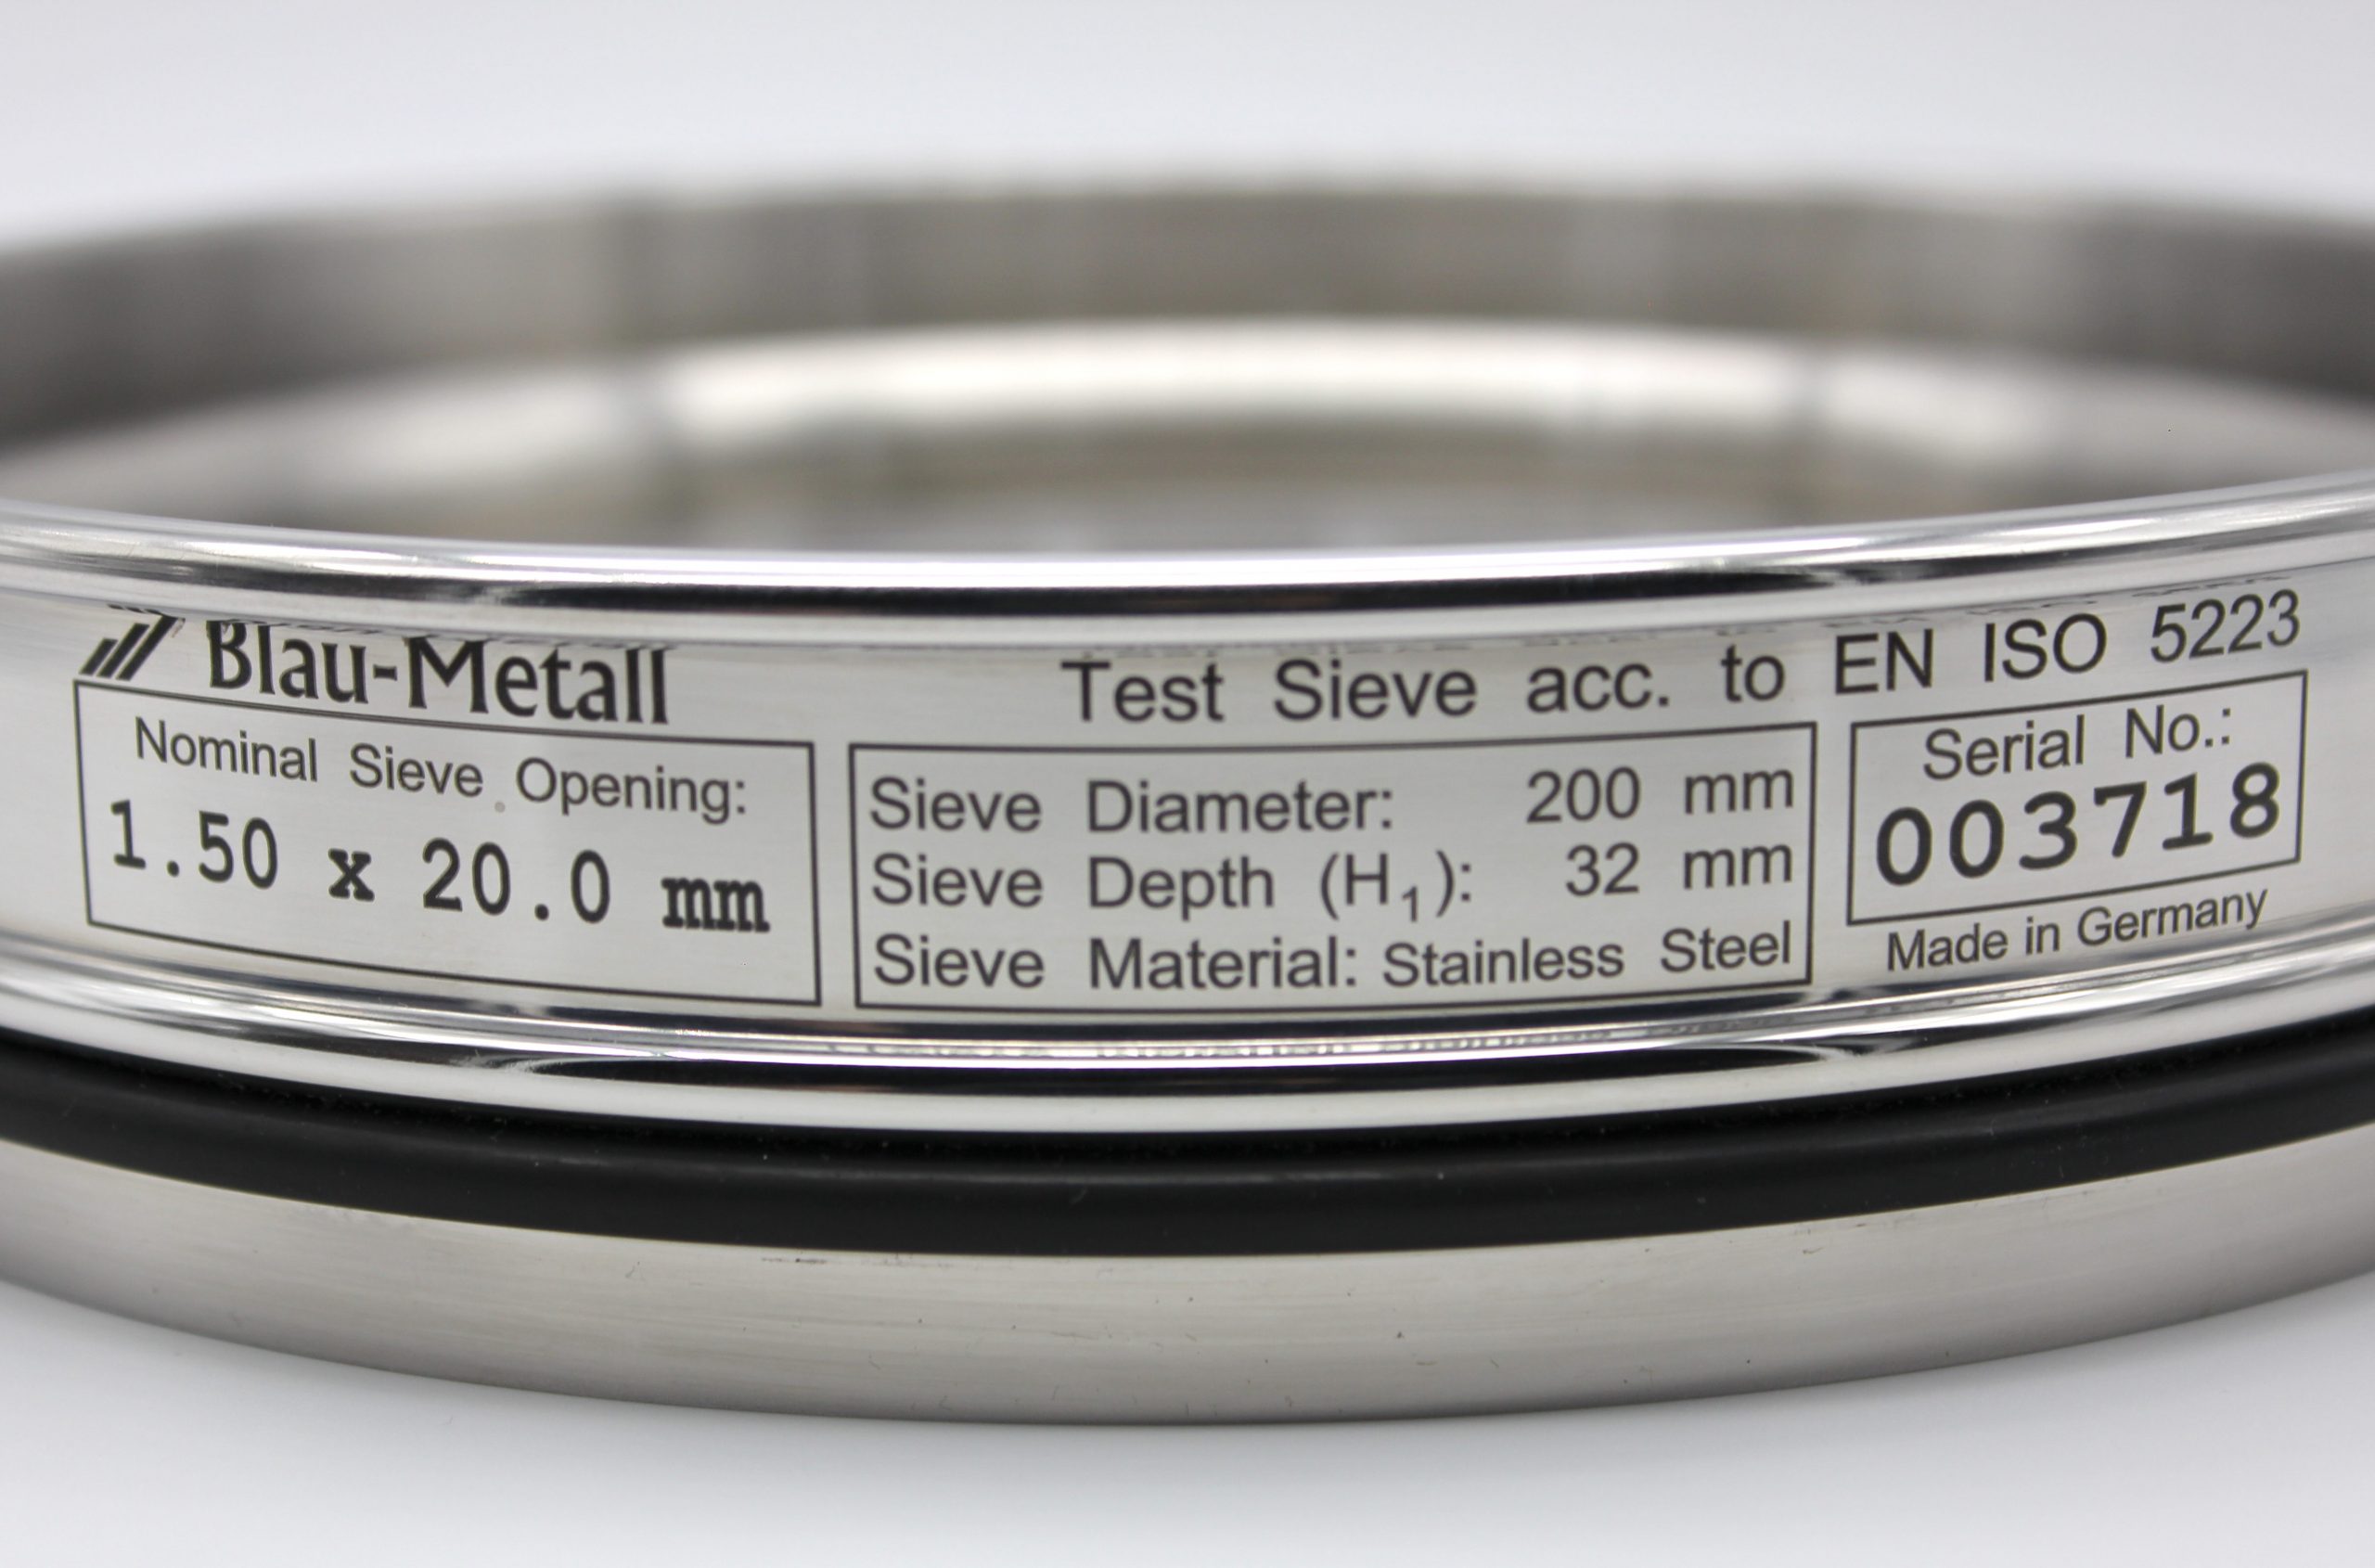 Blau-Metall
Nominal Sieve Opening:
1.50 x 20.0 mm
Test Sieve acc. to EN ISO 5223
Sieve Diameter: 200 mm
Sieve Depth (H₁): 32 mm
Sieve Material: Stainless Steel
Serial No.:
003718
Made in Germany